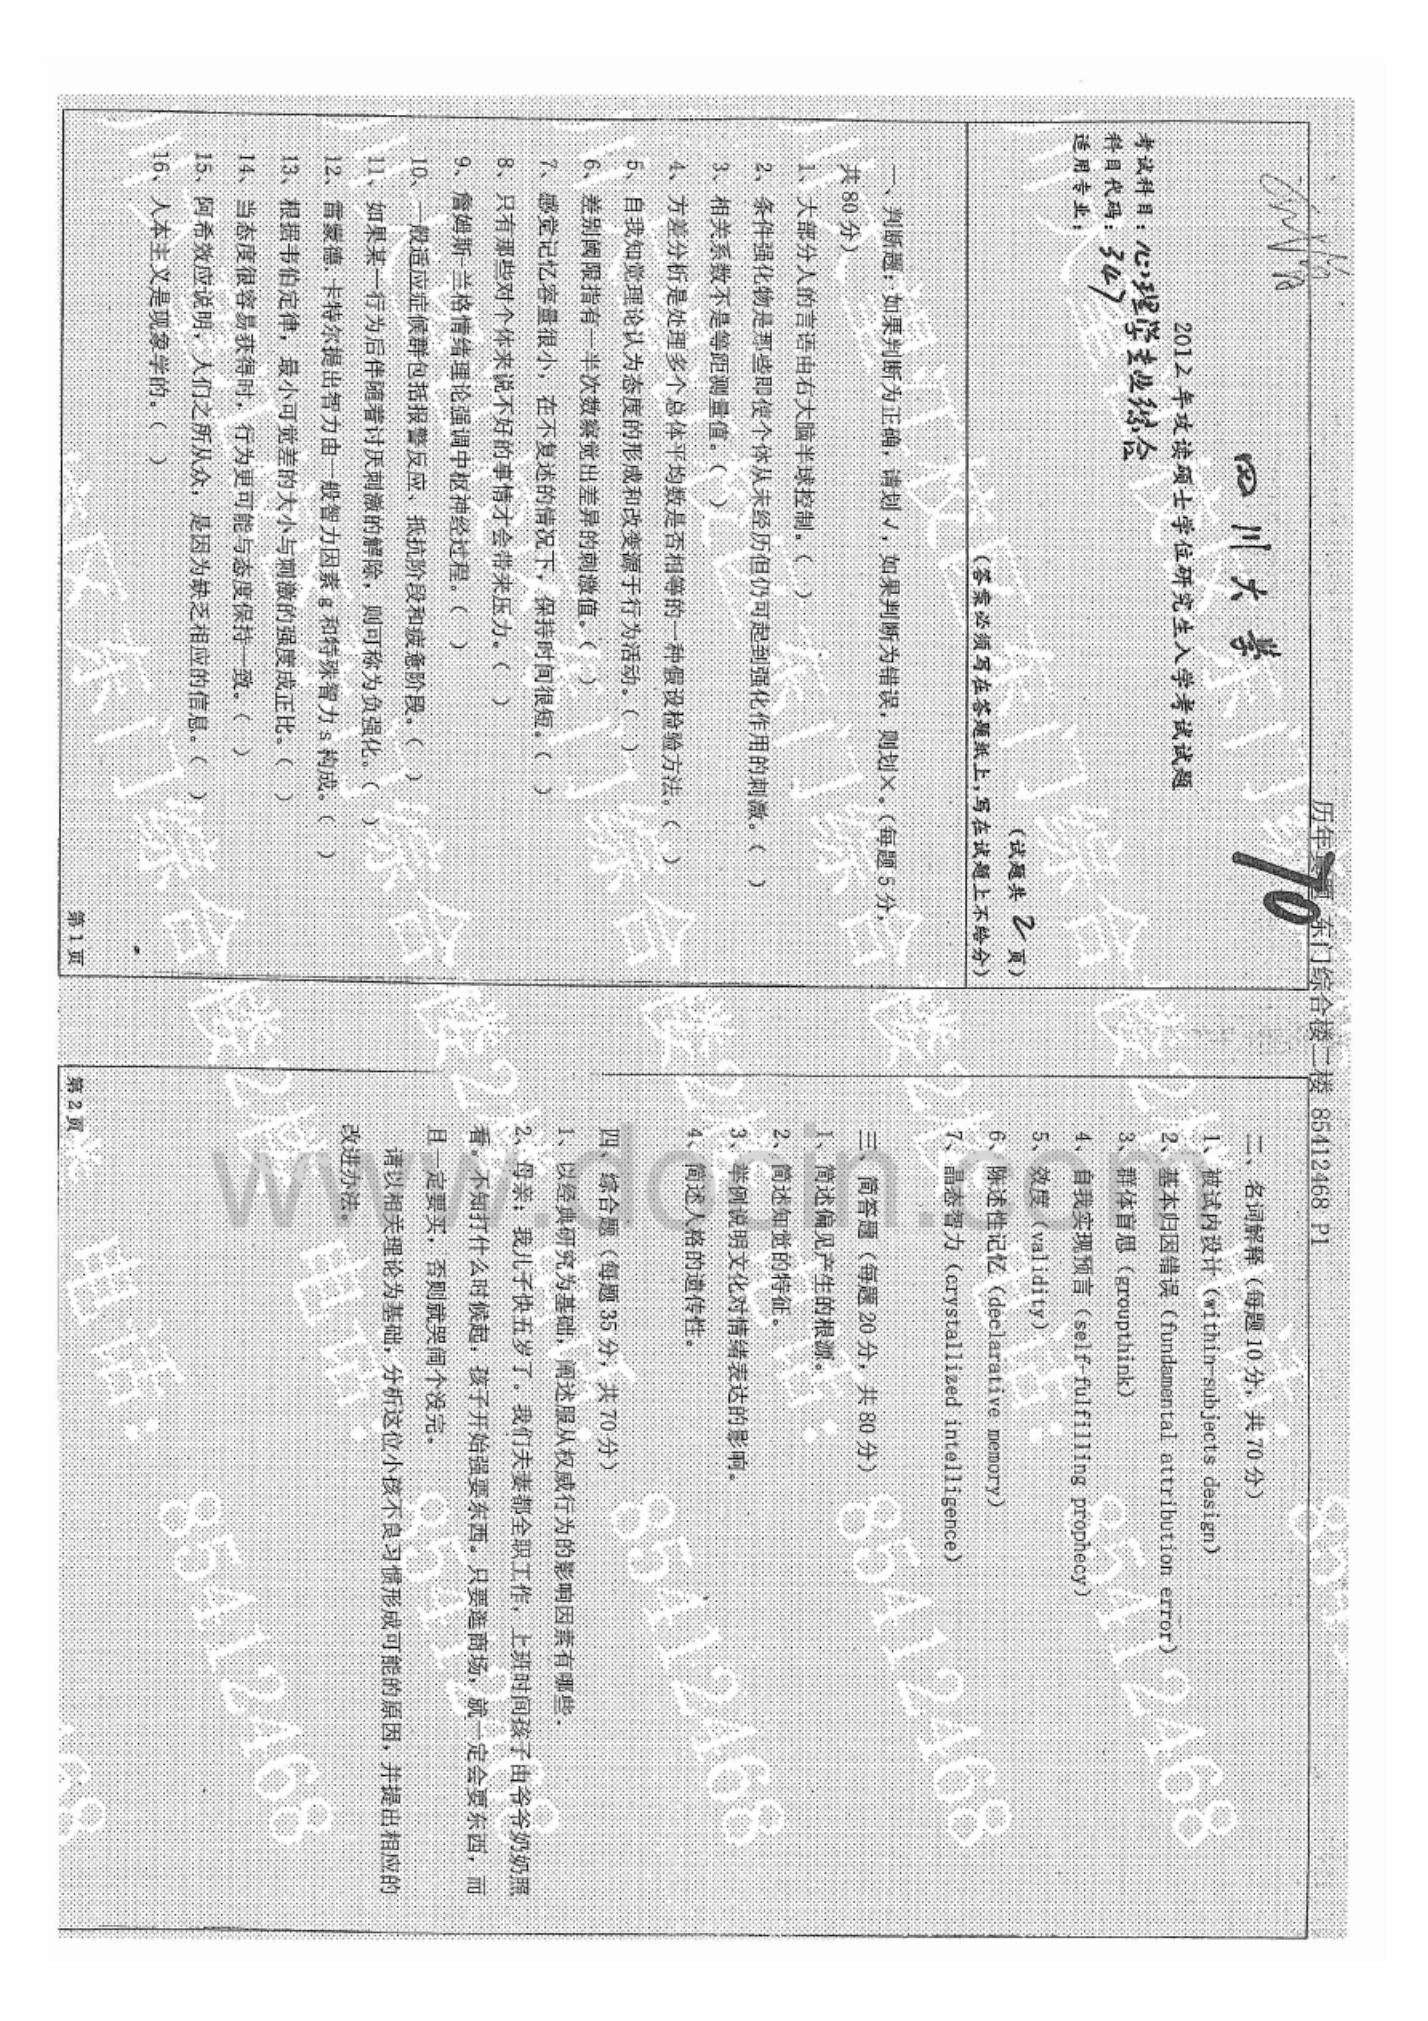 历年真题 东门综合楼二楼 85412468 P1
70
四川大学
2012年攻读硕士学位研究生入学考试试题
考试科目：心理学专业综合
科目代码：347
适用专业：
（试题共 2 页）
（答案必须写在答题纸上，写在试题上不给分）
一、判断题：如果判断为正确，请划√，如果判断为错误，则划×。（每题5分，
共80分）
1、大部分人的言语由右大脑半球控制。（ ）
2、条件强化物是那些即使个体从未经历但仍可起到强化作用的刺激。（ ）
3、相关系数不是等距测量值。（ ）
4、方差分析是处理多个总体平均数是否相等的一种假设检验方法。（ ）
5、自我知觉理论认为态度的形成和改变源于行为活动。（ ）
6、差别阈限指有一半次数察觉出差异的刺激值。（ ）
7、感觉记忆容量很小，在不复述的情况下，保持时间很短。（ ）
8、只有那些对个体来说不好的事情才会带来压力。（ ）
9、詹姆斯-兰格情绪理论强调中枢神经过程。（ ）
10、一般适应症候群包括报警反应、抵抗阶段和疲惫阶段。（ ）
11、如果某一行为后伴随着讨厌刺激的解除，则可称为负强化。（ ）
12、雷蒙德.卡特尔提出智力由一般智力因素g和特殊智力s构成。（ ）
13、根据韦伯定律，最小可觉差的大小与刺激的强度成正比。（ ）
14、当态度很容易获得时，行为更可能与态度保持一致。（ ）
15、阿希效应说明，人们之所从众，是因为缺乏相应的信息。（ ）
16、人本主义是现象学的。（ ）
第1页
二、名词解释（每题10分，共70分）
1、被试内设计（within-subjects design）
2、基本归因错误（fundamental attribution error）
3、群体盲思（groupthink）
4、自我实现预言（self-fulfilling prophecy）
5、效度（validity）
6、陈述性记忆（declarative memory）
7、晶态智力（crystallized intelligence）
三、简答题（每题20分，共80分）
1、简述偏见产生的根源。
2、简述知觉的特征。
3、举例说明文化对情绪表达的影响。
4、简述人格的遗传性。
四、综合题（每题35分，共70分）
1、以经典研究为基础，阐述服从权威行为的影响因素有哪些.
2、母亲：我儿子快五岁了。我们夫妻都全职工作，上班时间孩子由爷爷奶奶照
看。不知打什么时候起，孩子开始强要东西。只要逛商场，就一定会要东西，而
且一定要买，否则就哭闹个没完。
请以相关理论为基础，分析这位小孩不良习惯形成可能的原因，并提出相应的
改进办法。
第2页
www.docin.com
东门综合楼2楼 电话：85412468